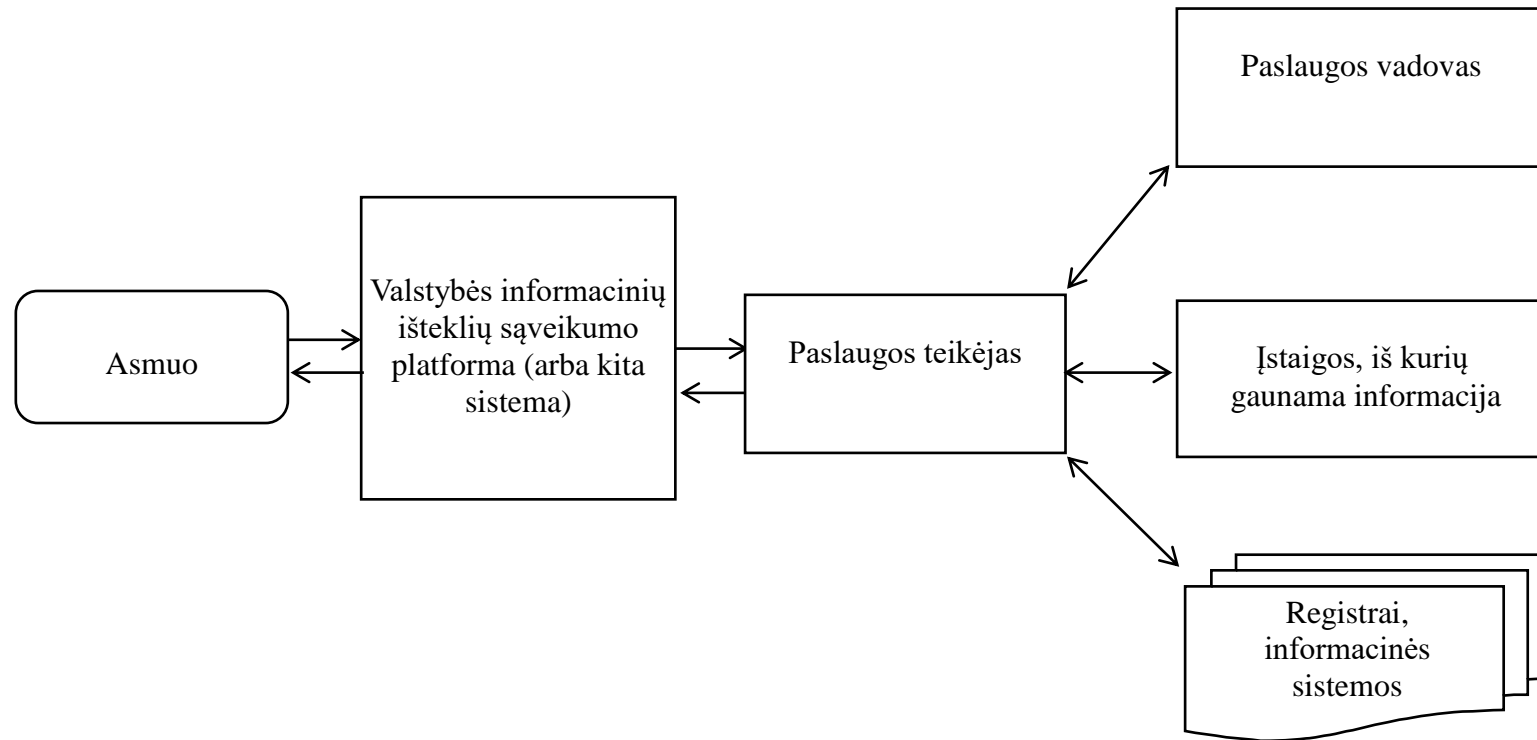 Paslaugos vadovas
Valstybės informacinių
išteklių sąveikumo
platforma (arba kita
sistema)
Asmuo
Paslaugos teikėjas
Įstaigos, iš kurių
gaunama informacija
Registrai,
informacinės
sistemos